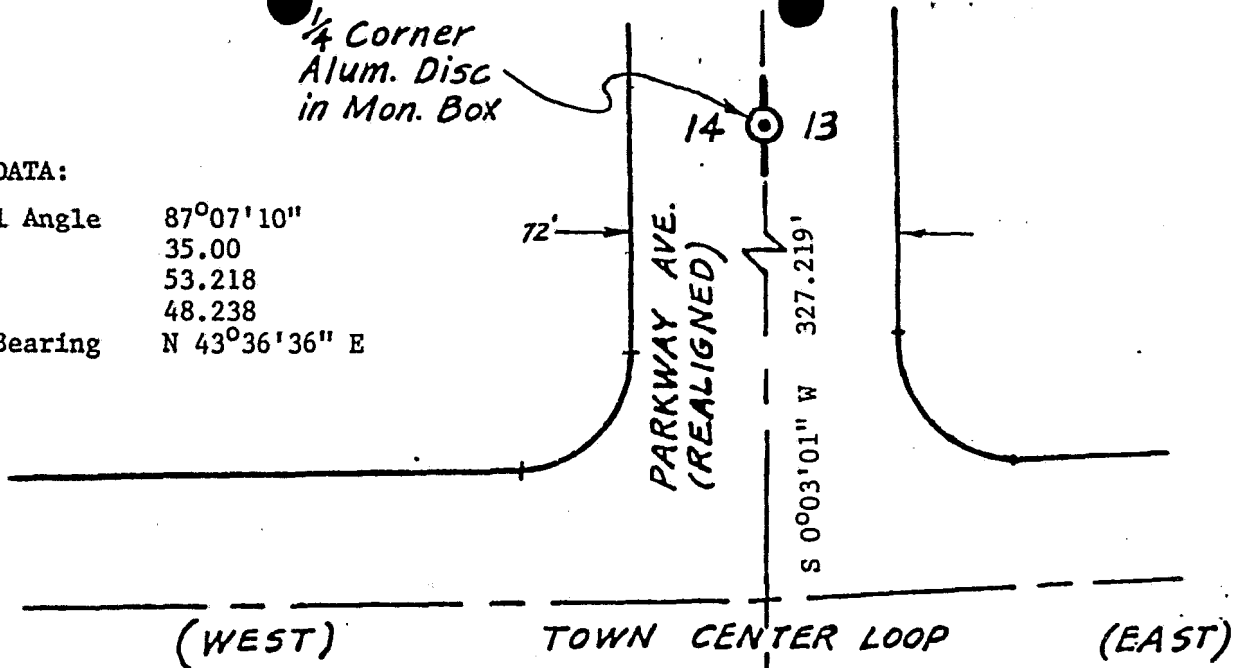 ¼ Corner
Alum. Disc
in Mon. Box
14 13
DATA:
l Angle 87°07'10"
35.00
53.218
48.238
Bearing N 43°36'36" E
72'
PARKWAY AVE.
(REALIGNED)
S 0°03'01" W 327.219'
(WEST) TOWN CENTER LOOP (EAST)